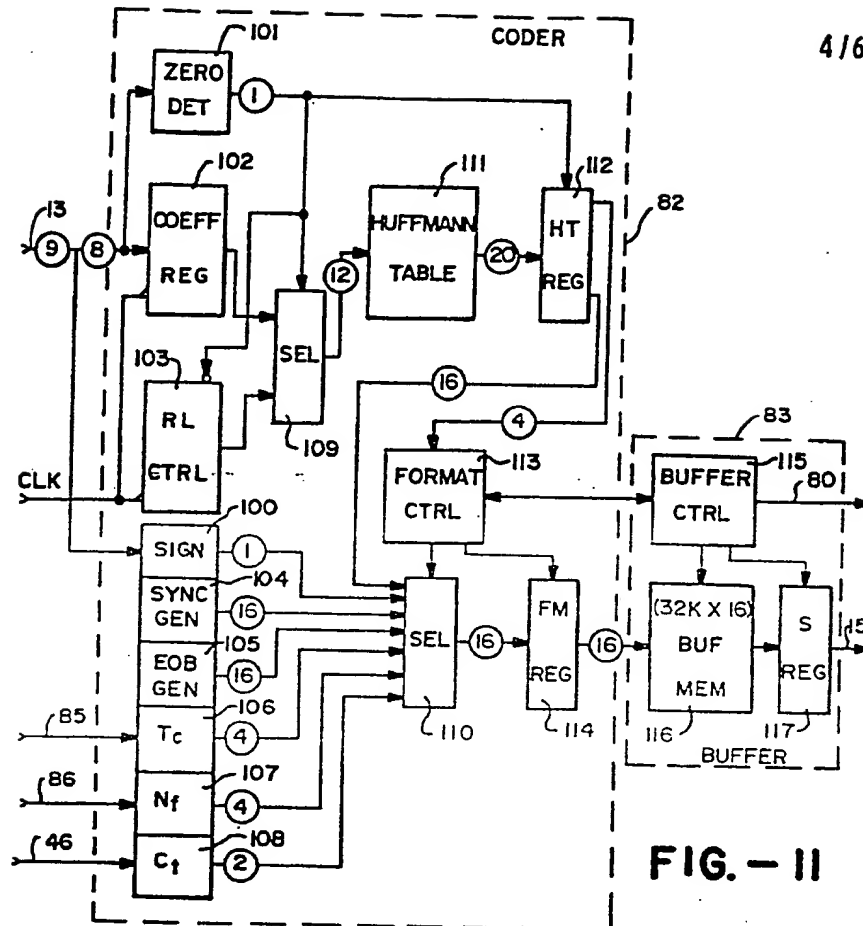 CODER
4/6
101
ZERO
DET
1
102
COEFF
REG
13
9
8
103
RL
CTRL
CLK
SEL
109
12
111
HUFFMANN
TABLE
20
112
HT
REG
82
16
4
113
FORMAT
CTRL
83
115
BUFFER
CTRL
80
100
SIGN
1
104
SYNC
GEN
16
105
EOB
GEN
16
85
106
Tc
4
86
107
Nf
4
46
108
Ct
2
SEL
110
16
FM
REG
114
16
(32K X 16)
BUF
MEM
116
S
REG
117
15
BUFFER
FIG. - 11